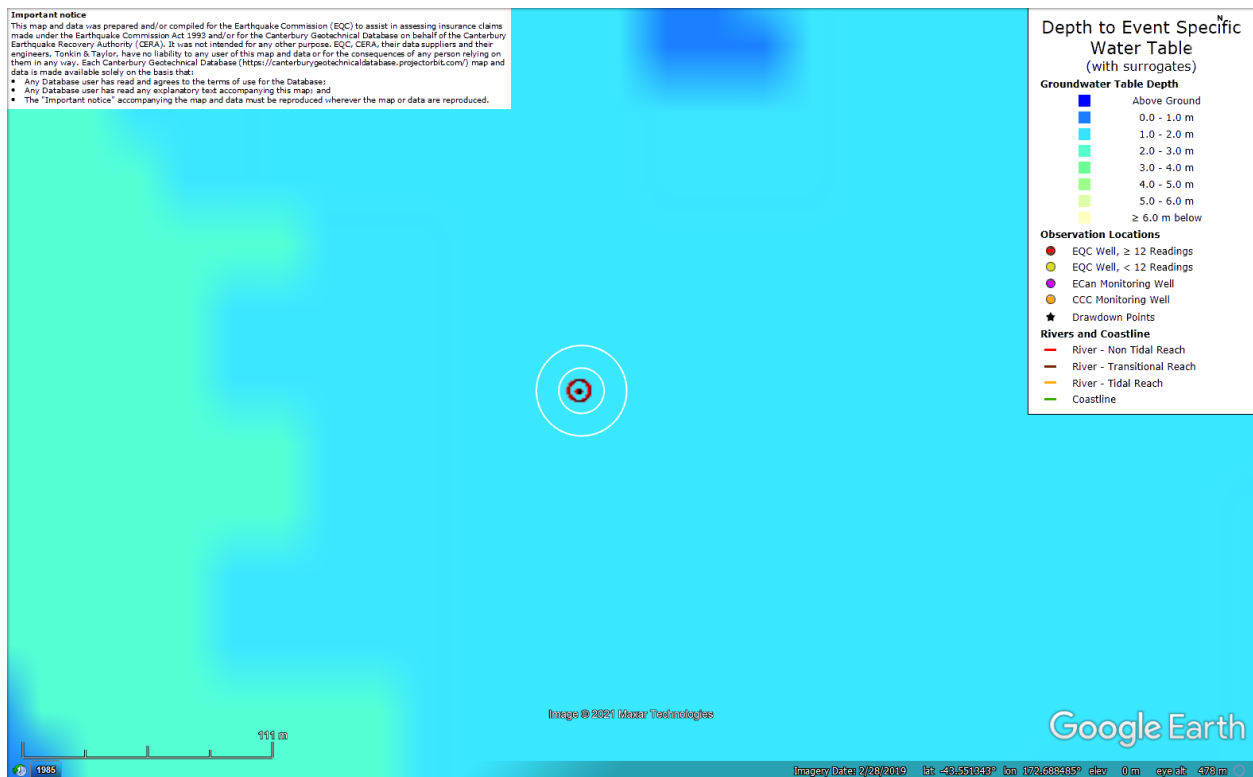 Important notice
This map and data was prepared and/or compiled for the Earthquake Commission (EQC) to assist in assessing insurance claims
made under the Earthquake Commission Act 1993 and/or for the Canterbury Geotechnical Database on behalf of the Canterbury
Earthquake Recovery Authority (CERA). It was not intended for any other purpose. EQC, CERA, their data suppliers and their
engineers, Tonkin & Taylor, have no liability to any user of this map and data or for the consequences of any person relying on
them in any way. Each Canterbury Geotechnical Database (https://canterburygeotechnicaldatabase.projectorbit.com/) map and
data is made available solely on the basis that:
▪ Any Database user has read and agrees to the terms of use for the Database;
▪ Any Database user has read any explanatory text accompanying this map; and
▪ The "Important notice" accompanying the map and data must be reproduced wherever the map or data are reproduced.
N
Depth to Event Specific
Water Table
(with surrogates)
Groundwater Table Depth
Above Ground
0.0 - 1.0 m
1.0 - 2.0 m
2.0 - 3.0 m
3.0 - 4.0 m
4.0 - 5.0 m
5.0 - 6.0 m
≥ 6.0 m below
Observation Locations
EQC Well, ≥ 12 Readings
EQC Well, < 12 Readings
ECan Monitoring Well
CCC Monitoring Well
Drawdown Points
Rivers and Coastline
River - Non Tidal Reach
River - Transitional Reach
River - Tidal Reach
Coastline
Image © 2021 Maxar Technologies
Google Earth
111 m
1985
Imagery Date: 2/28/2019 lat -43.551343° lon 172.688485° elev 0 m eye alt 478 m